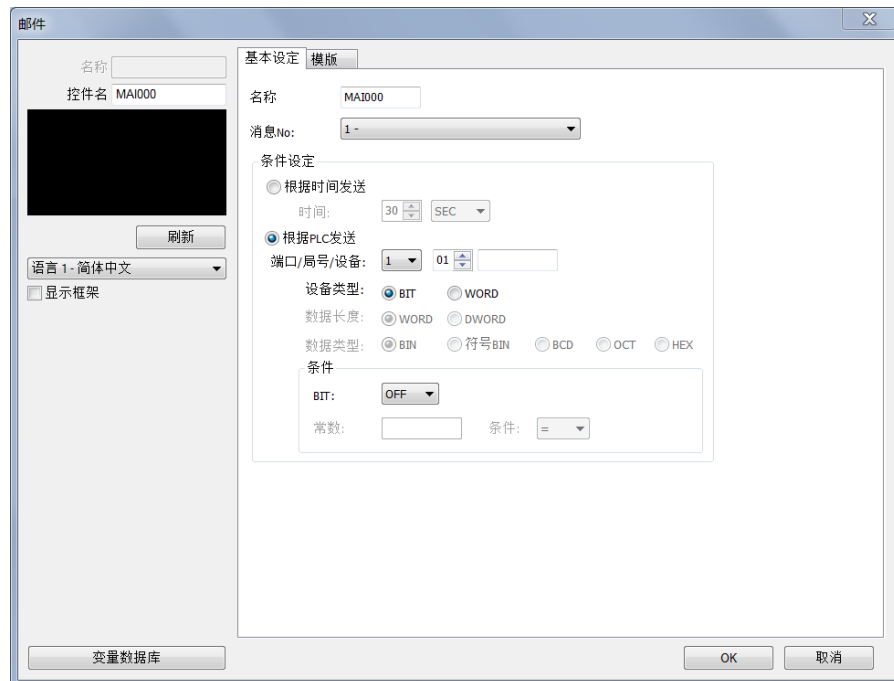 邮件
名称
控件名 MAI000
刷新
语言 1 - 简体中文
显示框架
变量数据库
基本设定 模版
名称 MAI000
消息No: 1 -
条件设定
根据时间发送
时间: 30 SEC
根据PLC发送
端口/局号/设备: 1 01
设备类型: BIT WORD
数据长度: WORD DWORD
数据类型: BIN 符号BIN BCD OCT HEX
条件
BIT: OFF
常数: 条件: =
OK 取消